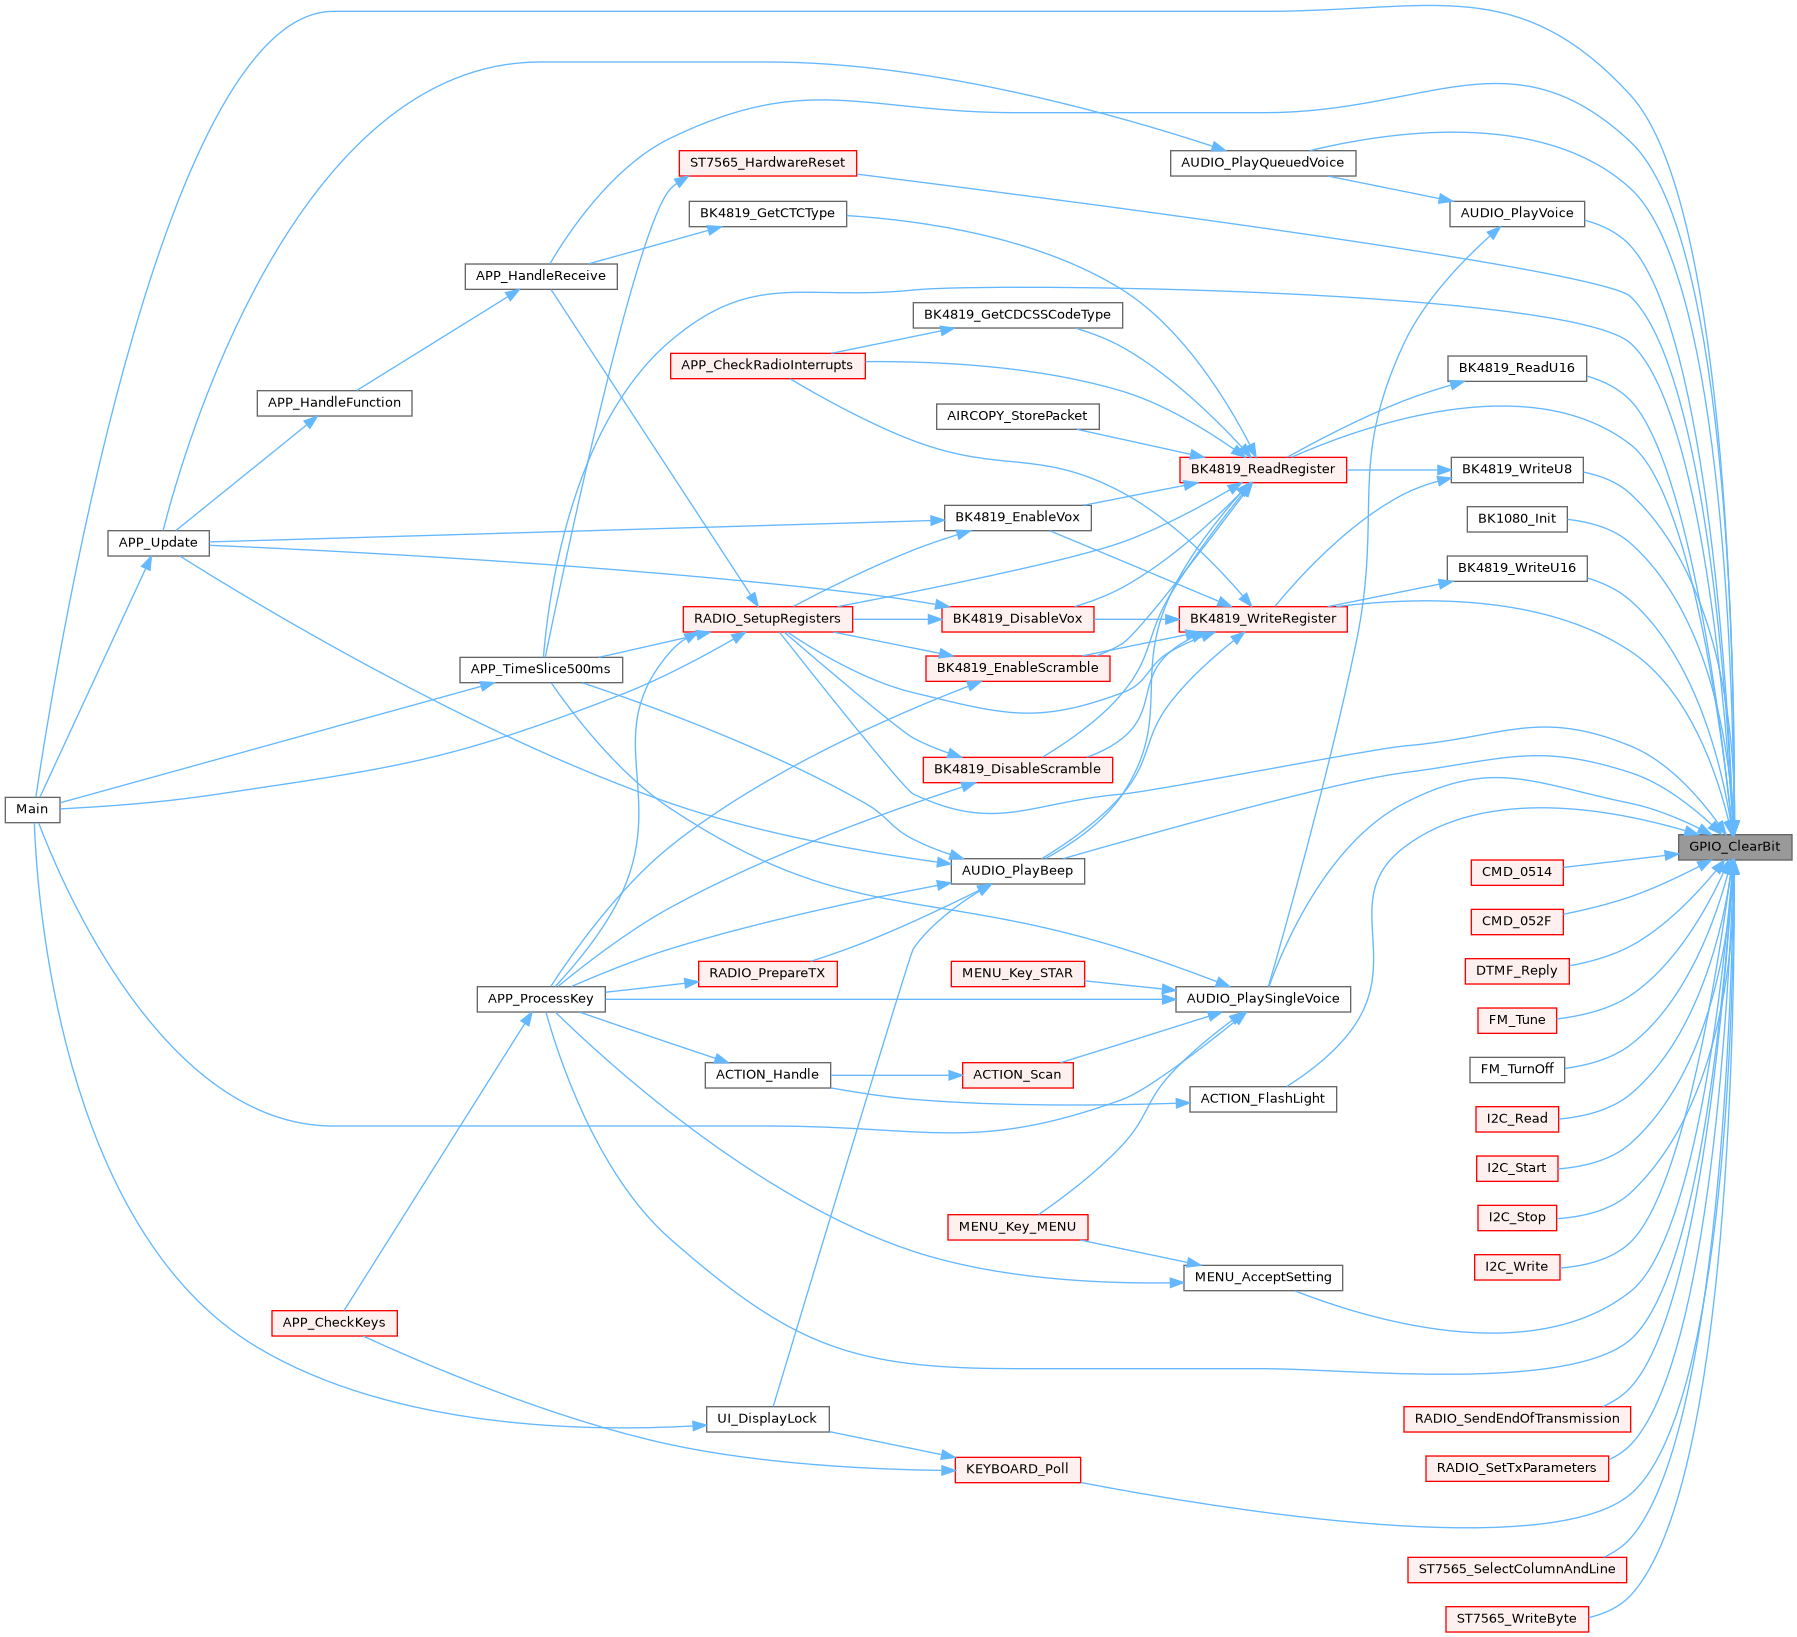 AUDIO_PlayQueuedVoice
ST7565_HardwareReset
BK4819_GetCTCType
AUDIO_PlayVoice
APP_HandleReceive
BK4819_GetCDCSSCodeType
APP_CheckRadioInterrupts
BK4819_ReadU16
APP_HandleFunction
AIRCOPY_StorePacket
BK4819_ReadRegister
BK4819_WriteU8
BK4819_EnableVox
BK1080_Init
APP_Update
BK4819_WriteU16
RADIO_SetupRegisters
BK4819_DisableVox
BK4819_WriteRegister
APP_TimeSlice500ms
BK4819_EnableScramble
BK4819_DisableScramble
Main
GPIO_ClearBit
AUDIO_PlayBeep
CMD_0514
CMD_052F
RADIO_PrepareTX
MENU_Key_STAR
DTMF_Reply
APP_ProcessKey
AUDIO_PlaySingleVoice
FM_Tune
ACTION_Handle
ACTION_Scan
FM_TurnOff
ACTION_FlashLight
I2C_Read
I2C_Start
I2C_Stop
MENU_Key_MENU
I2C_Write
MENU_AcceptSetting
APP_CheckKeys
UI_DisplayLock
RADIO_SendEndOfTransmission
KEYBOARD_Poll
RADIO_SetTxParameters
ST7565_SelectColumnAndLine
ST7565_WriteByte